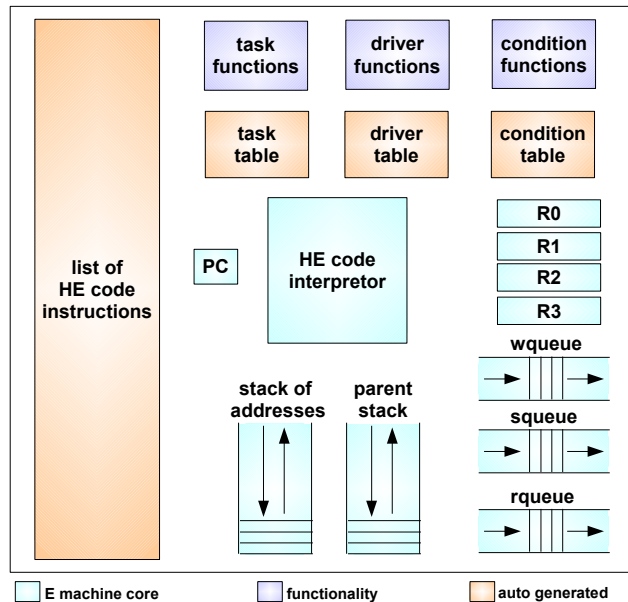 task
functions
driver
functions
condition
functions
task
table
driver
table
condition
table
list of
HE code
instructions
PC
HE code
interpretor
R0
R1
R2
R3
wqueue
stack of
addresses
parent
stack
squeue
rqueue
E machine core
functionality
auto generated